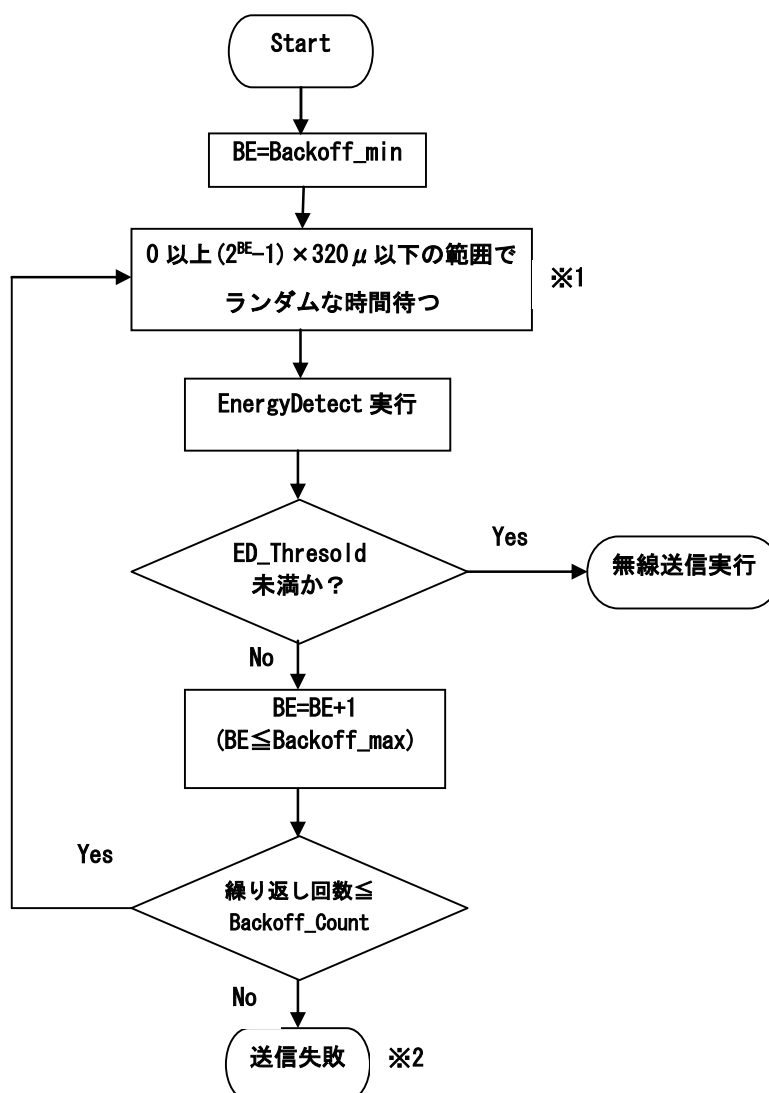 Start
BE=Backoff_min
0 以上(2^BE−1)×320μ以下の範囲で
ランダムな時間待つ
※1
EnergyDetect 実行
ED_Thresold
未満か？
Yes
無線送信実行
No
BE=BE+1
(BE≦Backoff_max)
Yes
繰り返し回数≦
Backoff_Count
No
送信失敗
※2